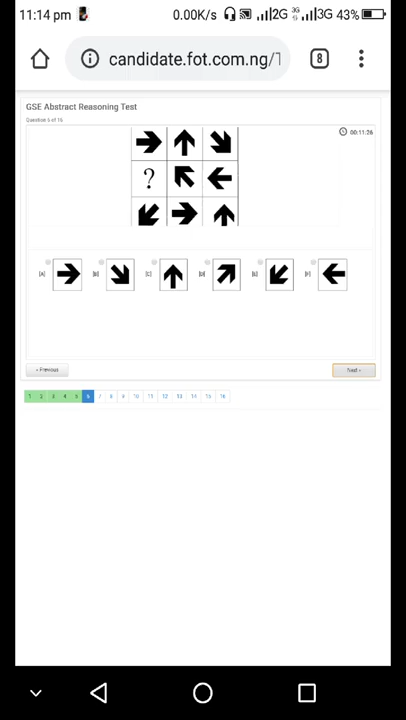 11:14 pm 0.00K/s 2G 3G 3G 43%
candidate.fot.com.ng/ 8
GSE Abstract Reasoning Test
Question 6 of 16
00:11:26
?
[A] [B] [C] [D] [E] [F]
« Previous Next »
1 2 3 4 5 6 7 8 9 10 11 12 13 14 15 16